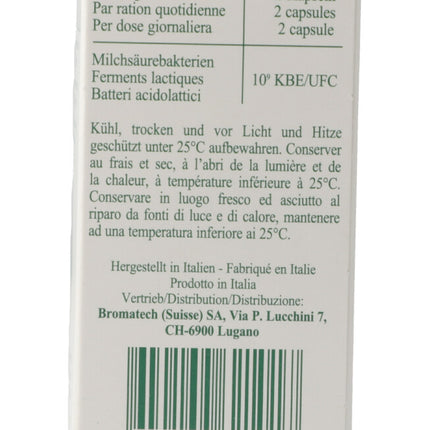 Par ration quotidienne 2 capsules
Per dose giornaliera 2 capsule
Milchsäurebakterien
Ferments lactiques 10⁹ KBE/UFC
Batteri acidolattici
Kühl, trocken und vor Licht und Hitze
geschützt unter 25°C aufbewahren. Conserver
au frais et sec, à l'abri de la lumière et de
la chaleur, à température inférieure à 25°C.
Conservare in luogo fresco ed asciutto al
riparo da fonti di luce e di calore, mantenere
ad una temperatura inferiore ai 25°C.
Hergestellt in Italien - Fabriqué en Italie
Prodotto in Italia
Vertrieb/Distribution/Distribuzione:
Bromatech (Suisse) SA, Via P. Lucchini 7,
CH-6900 Lugano